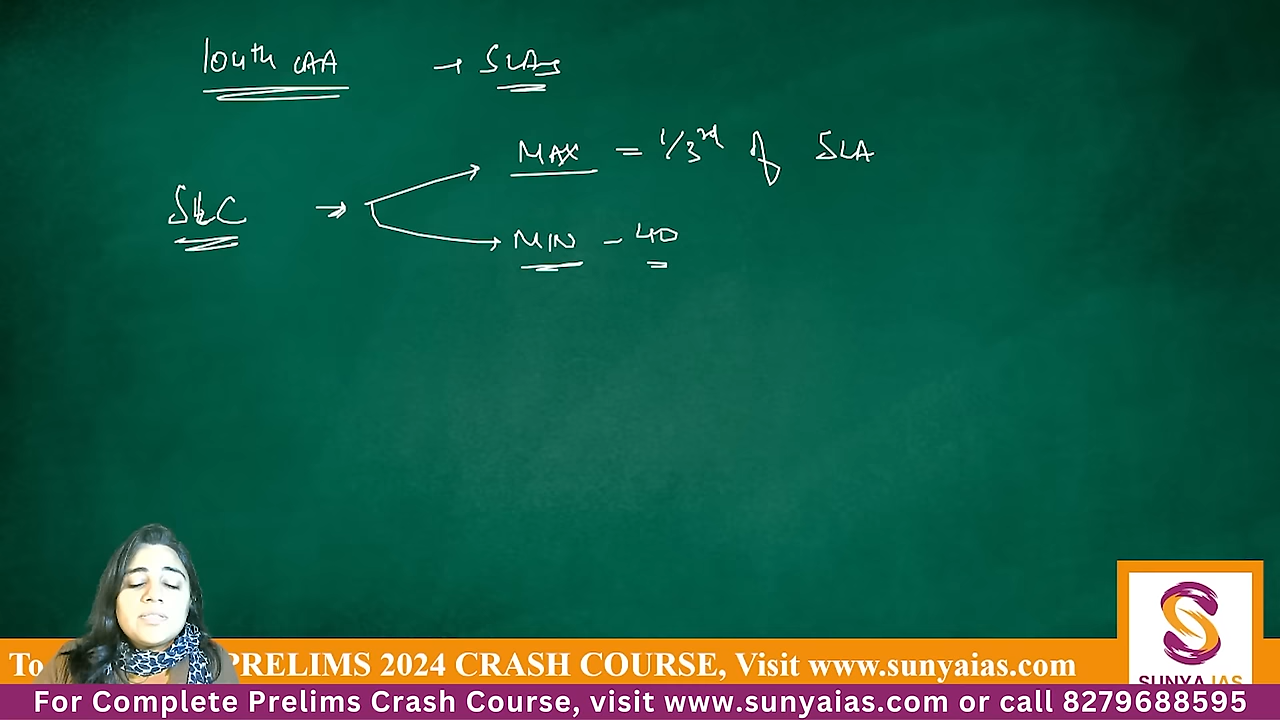 104th CAA → SLAs
MAX = 1/3rd of SLA
SLC →
MIN - 40
To PRELIMS 2024 CRASH COURSE, Visit www.sunyaias.com
SUNYA IAS
For Complete Prelims Crash Course, visit www.sunyaias.com or call 8279688595